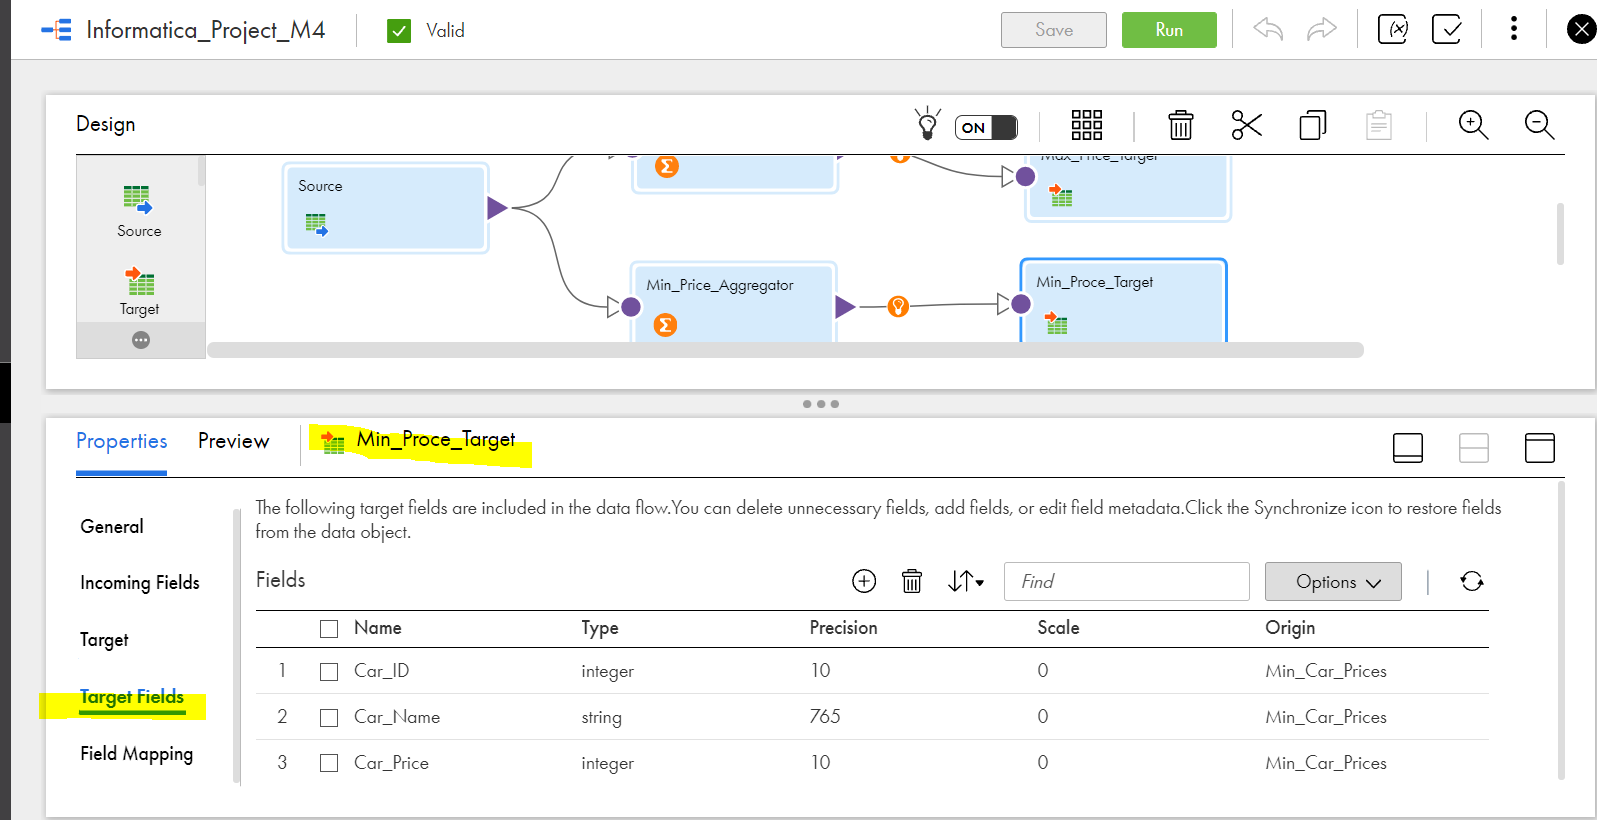 Informatica_Project_M4
Valid
Save
Run
Design
ON
Source
Target
Source
Max_Price_Target
Min_Price_Aggregator
Min_Proce_Target
Properties
Preview
Min_Proce_Target
General
Incoming Fields
Target
Target Fields
Field Mapping
The following target fields are included in the data flow.You can delete unnecessary fields, add fields, or edit field metadata.Click the Synchronize icon to restore fields
from the data object.
Fields
Find
Options
Name Type Precision Scale Origin
1 Car_ID integer 10 0 Min_Car_Prices
2 Car_Name string 765 0 Min_Car_Prices
3 Car_Price integer 10 0 Min_Car_Prices